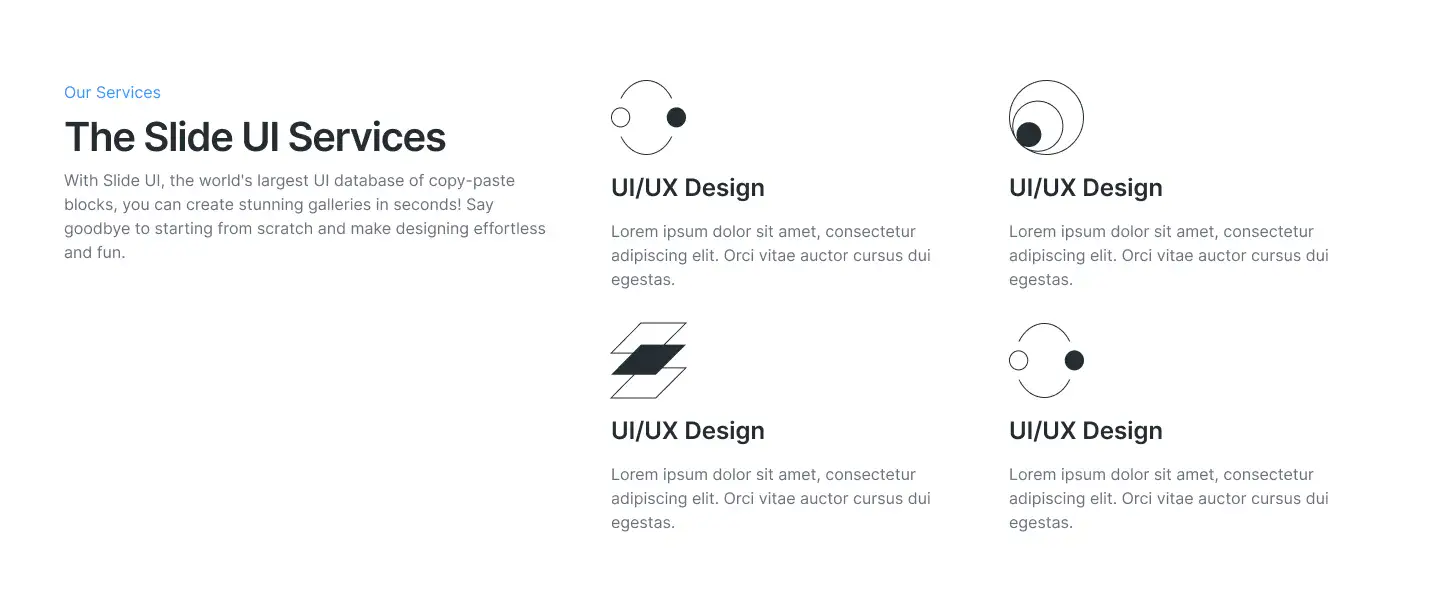 Our Services
The Slide UI Services
With Slide UI, the world's largest UI database of copy-paste
blocks, you can create stunning galleries in seconds! Say
goodbye to starting from scratch and make designing effortless
and fun.
UI/UX Design
Lorem ipsum dolor sit amet, consectetur
adipiscing elit. Orci vitae auctor cursus dui
egestas.
UI/UX Design
Lorem ipsum dolor sit amet, consectetur
adipiscing elit. Orci vitae auctor cursus dui
egestas.
UI/UX Design
Lorem ipsum dolor sit amet, consectetur
adipiscing elit. Orci vitae auctor cursus dui
egestas.
UI/UX Design
Lorem ipsum dolor sit amet, consectetur
adipiscing elit. Orci vitae auctor cursus dui
egestas.